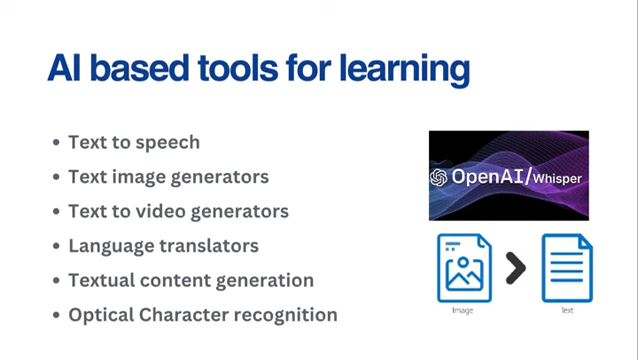 AI based tools for learning
• Text to speech
• Text image generators
• Text to video generators
• Language translators
• Textual content generation
• Optical Character recognition
OpenAI/Whisper
Image
Text